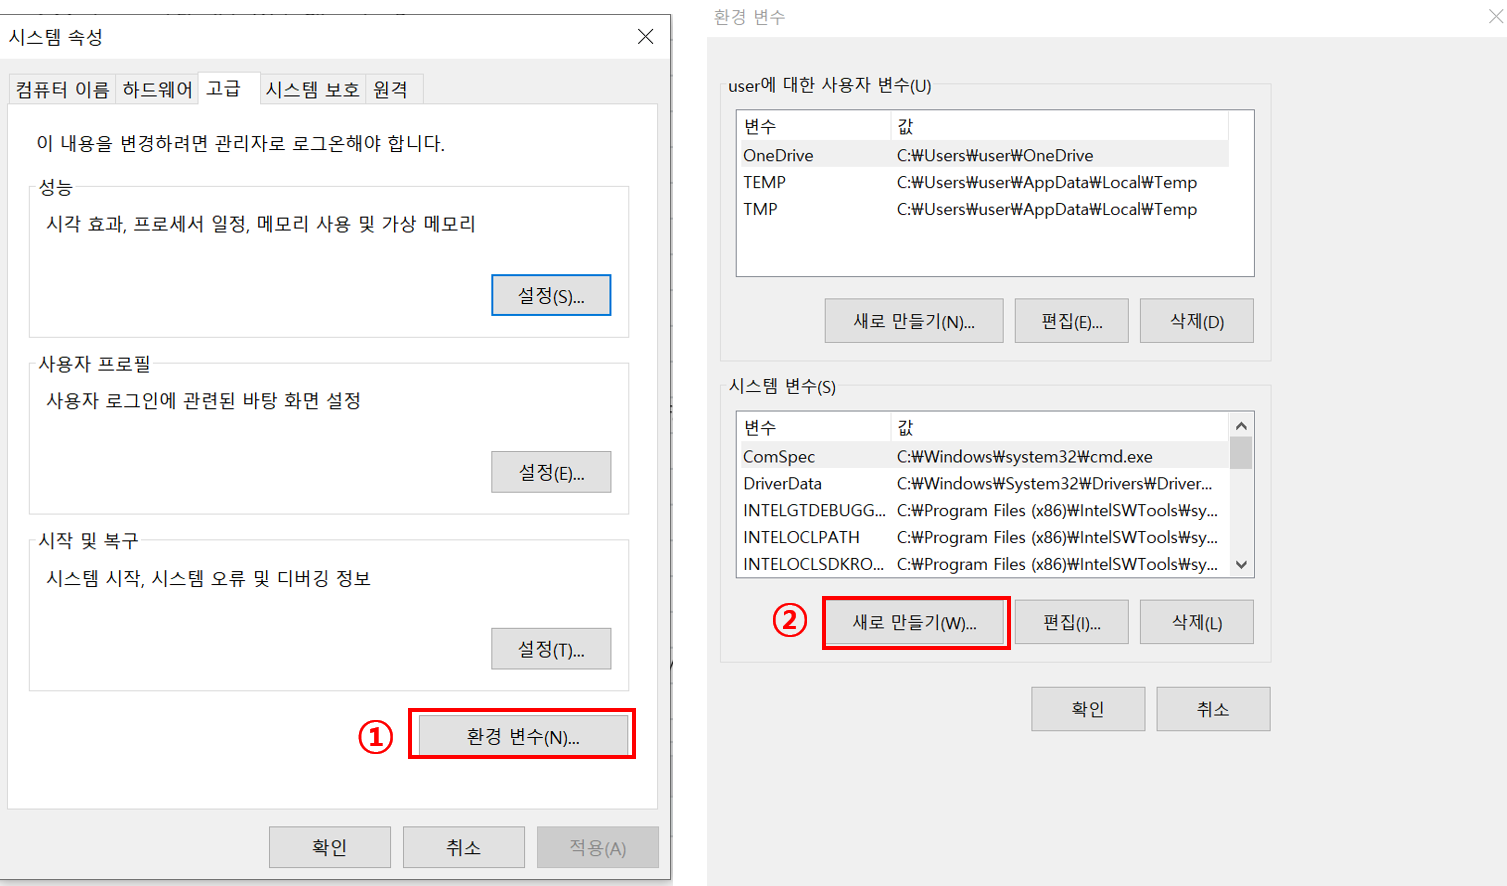 시스템 속성
컴퓨터 이름 하드웨어 고급 시스템 보호 원격
이 내용을 변경하려면 관리자로 로그온해야 합니다.
성능
시각 효과, 프로세서 일정, 메모리 사용 및 가상 메모리
설정(S)...
사용자 프로필
사용자 로그인에 관련된 바탕 화면 설정
설정(E)...
시작 및 복구
시스템 시작, 시스템 오류 및 디버깅 정보
설정(T)...
① 환경 변수(N)...
확인 취소 적용(A)
환경 변수
user에 대한 사용자 변수(U)
변수 값
OneDrive C:₩Users₩user₩OneDrive
TEMP C:₩Users₩user₩AppData₩Local₩Temp
TMP C:₩Users₩user₩AppData₩Local₩Temp
새로 만들기(N)... 편집(E)... 삭제(D)
시스템 변수(S)
변수 값
ComSpec C:₩Windows₩system32₩cmd.exe
DriverData C:₩Windows₩System32₩Drivers₩Driver...
INTELGTDEBUGG... C:₩Program Files (x86)₩IntelSWTools₩sy...
INTELOCLPATH C:₩Program Files (x86)₩IntelSWTools₩sy...
INTELOCLSDKRO... C:₩Program Files (x86)₩IntelSWTools₩sy...
② 새로 만들기(W)... 편집(I)... 삭제(L)
확인 취소